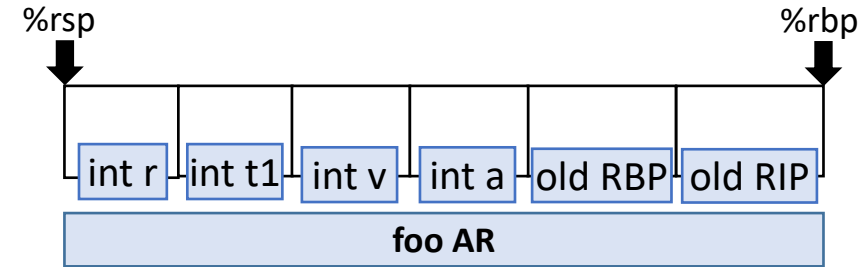 %rsp %rbp
int r int t1 int v int a old RBP old RIP
foo AR